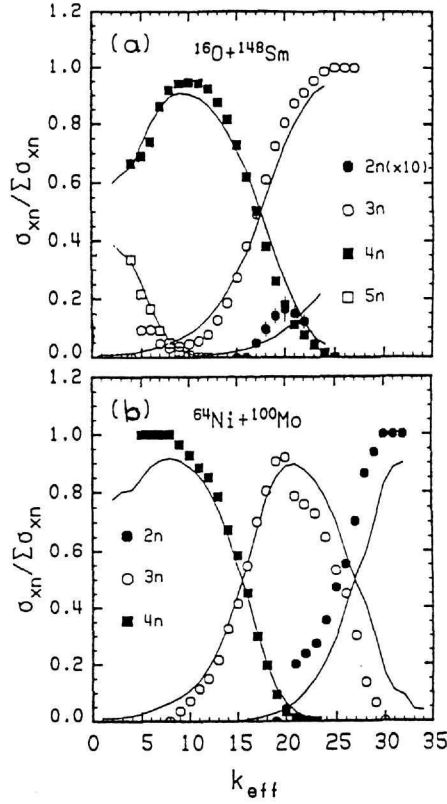 1.2
(a)
¹⁶O+¹⁴⁸Sm
1.0
0.8
0.6
0.4
0.2
0.0
σxn/Σσxn
2n(×10)
3n
4n
5n
1.2
(b)
⁶⁴Ni+¹⁰⁰Mo
1.0
0.8
0.6
0.4
0.2
0.0
σxn/Σσxn
2n
3n
4n
0 5 10 15 20 25 30 35
keff